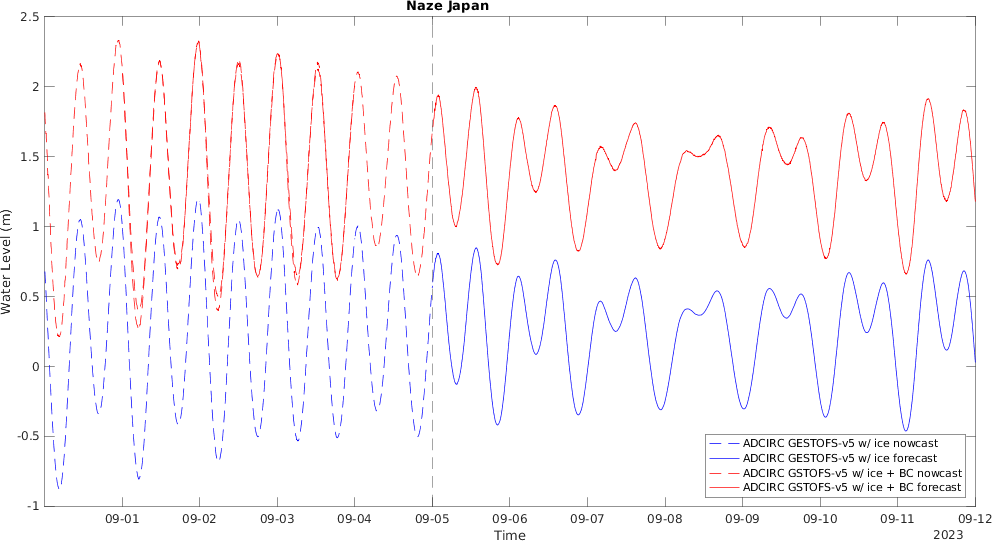 Naze Japan
2.5
2
1.5
1
0.5
0
-0.5
-1
Water Level (m)
ADCIRC GESTOFS-v5 w/ ice nowcast
ADCIRC GESTOFS-v5 w/ ice forecast
ADCIRC GSTOFS-v5 w/ ice + BC nowcast
ADCIRC GSTOFS-v5 w/ ice + BC forecast
09-01 09-02 09-03 09-04 09-05 09-06 09-07 09-08 09-09 09-10 09-11 09-12
Time
2023